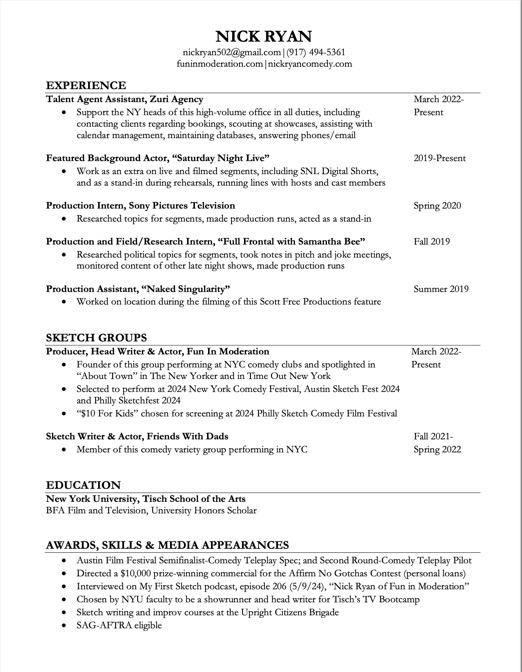 NICK RYAN
nickryan502@gmail.com|(917) 494-5361
funinmoderation.com|nickryancomedy.com
EXPERIENCE
Talent Agent Assistant, Zuri Agency March 2022-
• Support the NY heads of this high-volume office in all duties, including Present
contacting clients regarding bookings, scouting at showcases, assisting with
calendar management, maintaining databases, answering phones/email
Featured Background Actor, “Saturday Night Live” 2019-Present
• Work as an extra on live and filmed segments, including SNL Digital Shorts,
and as a stand-in during rehearsals, running lines with hosts and cast members
Production Intern, Sony Pictures Television Spring 2020
• Researched topics for segments, made production runs, acted as a stand-in
Production and Field/Research Intern, “Full Frontal with Samantha Bee” Fall 2019
• Researched political topics for segments, took notes in pitch and joke meetings,
monitored content of other late night shows, made production runs
Production Assistant, “Naked Singularity” Summer 2019
• Worked on location during the filming of this Scott Free Productions feature
SKETCH GROUPS
Producer, Head Writer & Actor, Fun In Moderation March 2022-
• Founder of this group performing at NYC comedy clubs and spotlighted in Present
“About Town” in The New Yorker and in Time Out New York
• Selected to perform at 2024 New York Comedy Festival, Austin Sketch Fest 2024
and Philly Sketchfest 2024
• “$10 For Kids” chosen for screening at 2024 Philly Sketch Comedy Film Festival
Sketch Writer & Actor, Friends With Dads Fall 2021-
• Member of this comedy variety group performing in NYC Spring 2022
EDUCATION
New York University, Tisch School of the Arts
BFA Film and Television, University Honors Scholar
AWARDS, SKILLS & MEDIA APPEARANCES
• Austin Film Festival Semifinalist-Comedy Teleplay Spec; and Second Round-Comedy Teleplay Pilot
• Directed a $10,000 prize-winning commercial for the Affirm No Gotchas Contest (personal loans)
• Interviewed on My First Sketch podcast, episode 206 (5/9/24), “Nick Ryan of Fun in Moderation”
• Chosen by NYU faculty to be a showrunner and head writer for Tisch’s TV Bootcamp
• Sketch writing and improv courses at the Upright Citizens Brigade
• SAG-AFTRA eligible